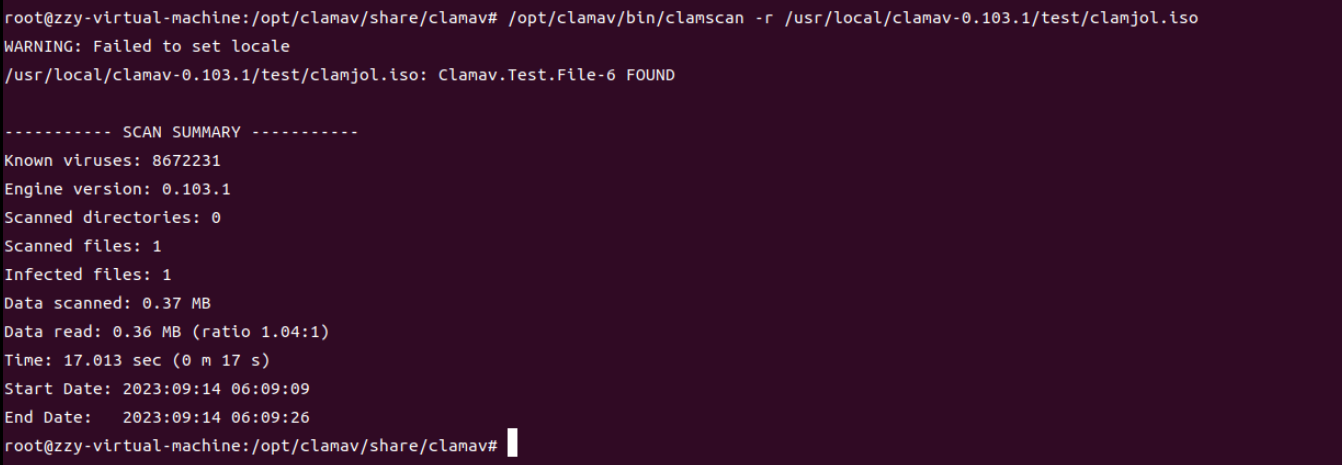 root@zzy-virtual-machine:/opt/clamav/share/clamav# /opt/clamav/bin/clamscan -r /usr/local/clamav-0.103.1/test/clamjol.iso
WARNING: Failed to set locale
/usr/local/clamav-0.103.1/test/clamjol.iso: Clamav.Test.File-6 FOUND
----------- SCAN SUMMARY -----------
Known viruses: 8672231
Engine version: 0.103.1
Scanned directories: 0
Scanned files: 1
Infected files: 1
Data scanned: 0.37 MB
Data read: 0.36 MB (ratio 1.04:1)
Time: 17.013 sec (0 m 17 s)
Start Date: 2023:09:14 06:09:09
End Date:   2023:09:14 06:09:26
root@zzy-virtual-machine:/opt/clamav/share/clamav#